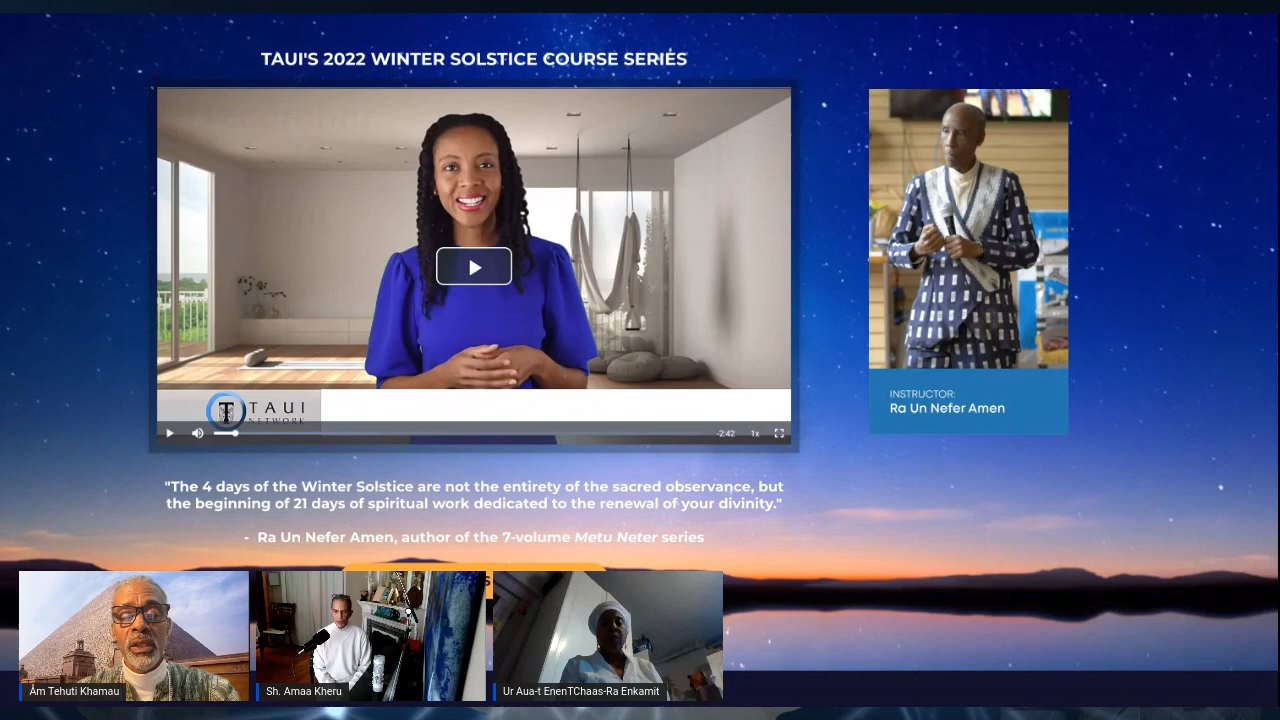 TAUI'S 2022 WINTER SOLSTICE COURSE SERIES
TAUI
NETWORK
-2:42 1x
INSTRUCTOR:
Ra Un Nefer Amen
"The 4 days of the Winter Solstice are not the entirety of the sacred observance, but
the beginning of 21 days of spiritual work dedicated to the renewal of your divinity."
- Ra Un Nefer Amen, author of the 7-volume Metu Neter series
Åm Tehuti Khamau
Sh. Amaa Kheru
Ur Aua-t EnenTChaas-Ra Enkamit